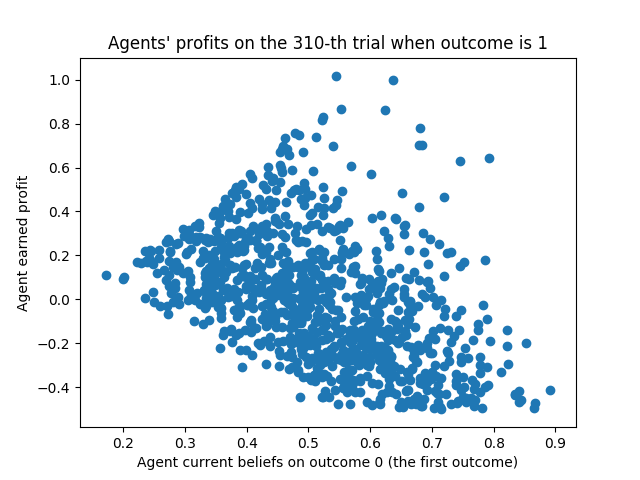 Agents' profits on the 310-th trial when outcome is 1
Agent earned profit
1.0
0.8
0.6
0.4
0.2
0.0
−0.2
−0.4
0.2 0.3 0.4 0.5 0.6 0.7 0.8 0.9
Agent current beliefs on outcome 0 (the first outcome)